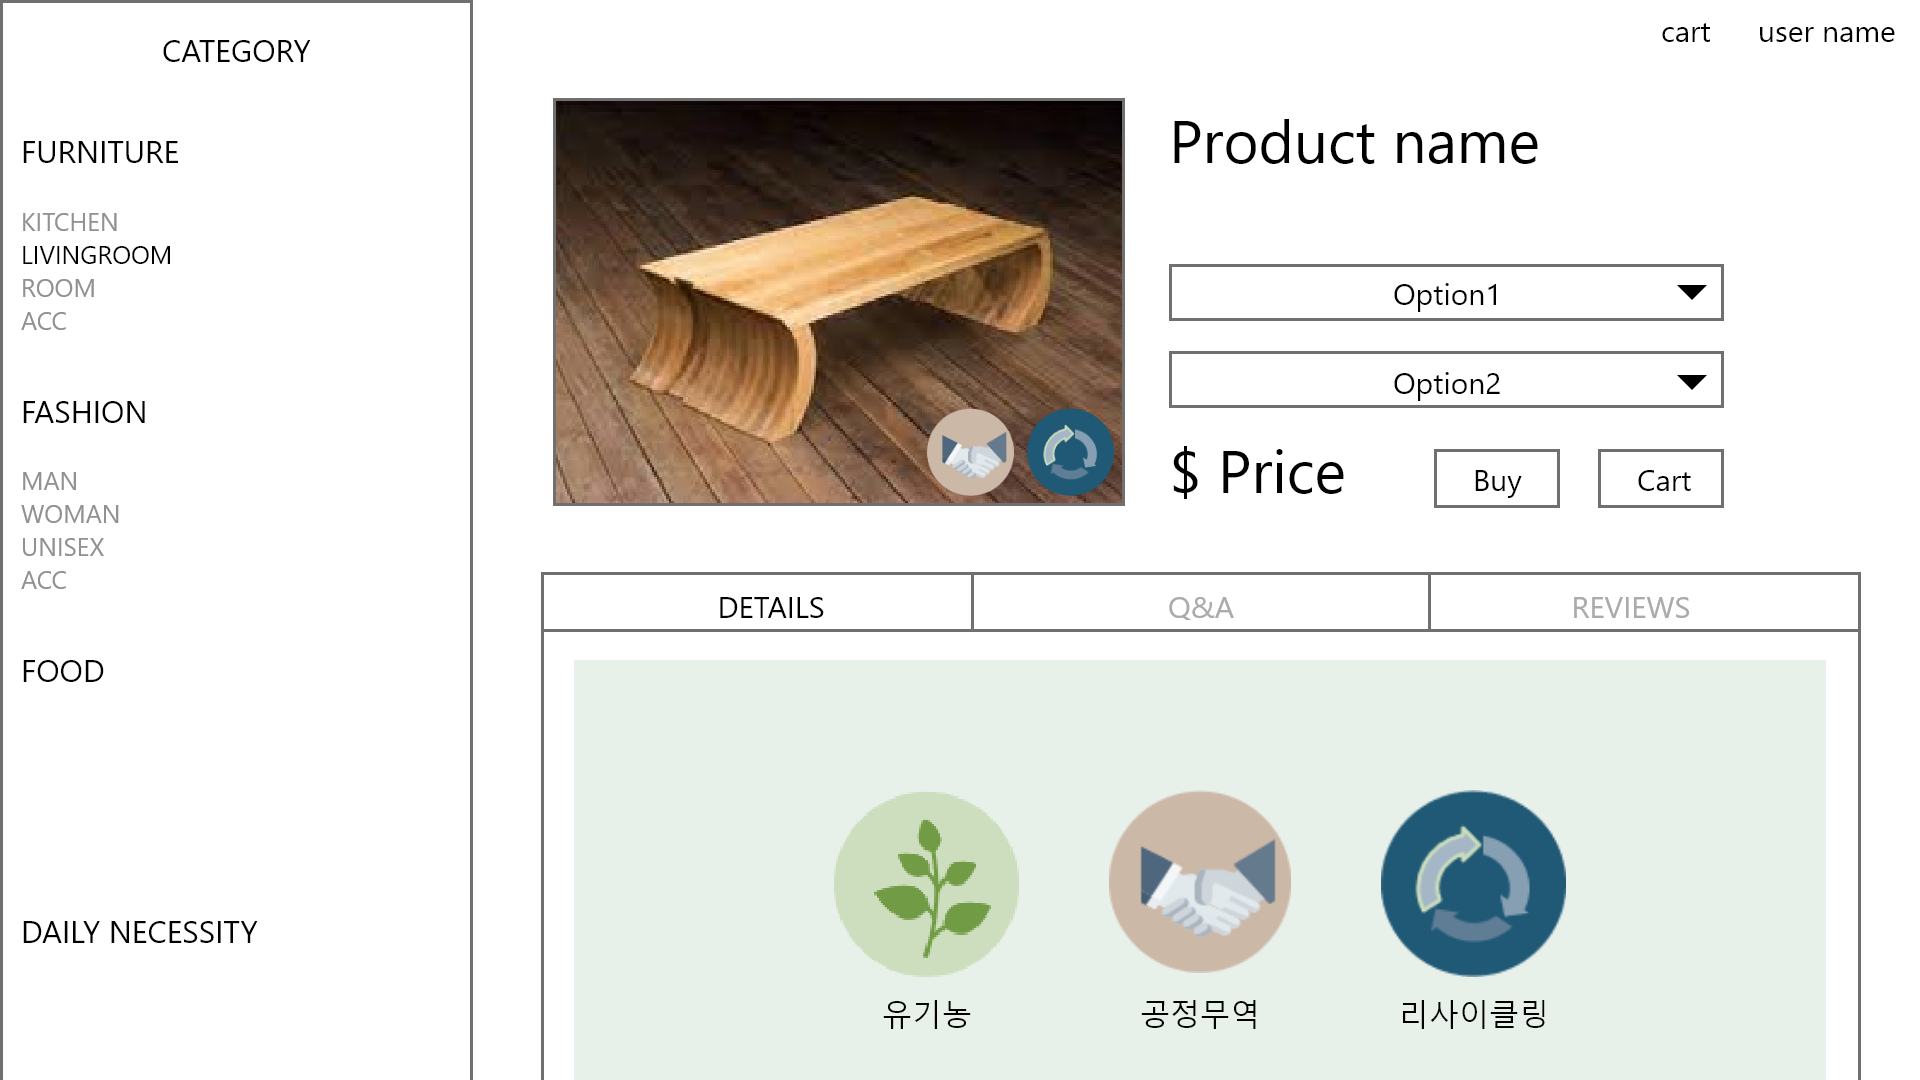 CATEGORY
FURNITURE
KITCHEN
LIVINGROOM
ROOM
ACC
FASHION
MAN
WOMAN
UNISEX
ACC
FOOD
DAILY NECESSITY
cart
user name
Product name
Option1
Option2
$ Price
Buy
Cart
DETAILS
Q&A
REVIEWS
유기농
공정무역
리사이클링